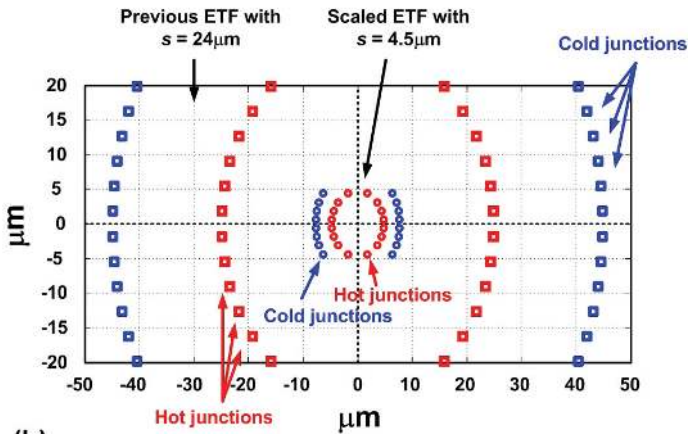 Previous ETF with
s = 24μm
Scaled ETF with
s = 4.5μm
Cold junctions
20
15
10
5
0
-5
-10
-15
-20
μm
Hot junctions
Cold junctions
-50 -40 -30 -20 -10 0 10 20 30 40 50
Hot junctions
μm